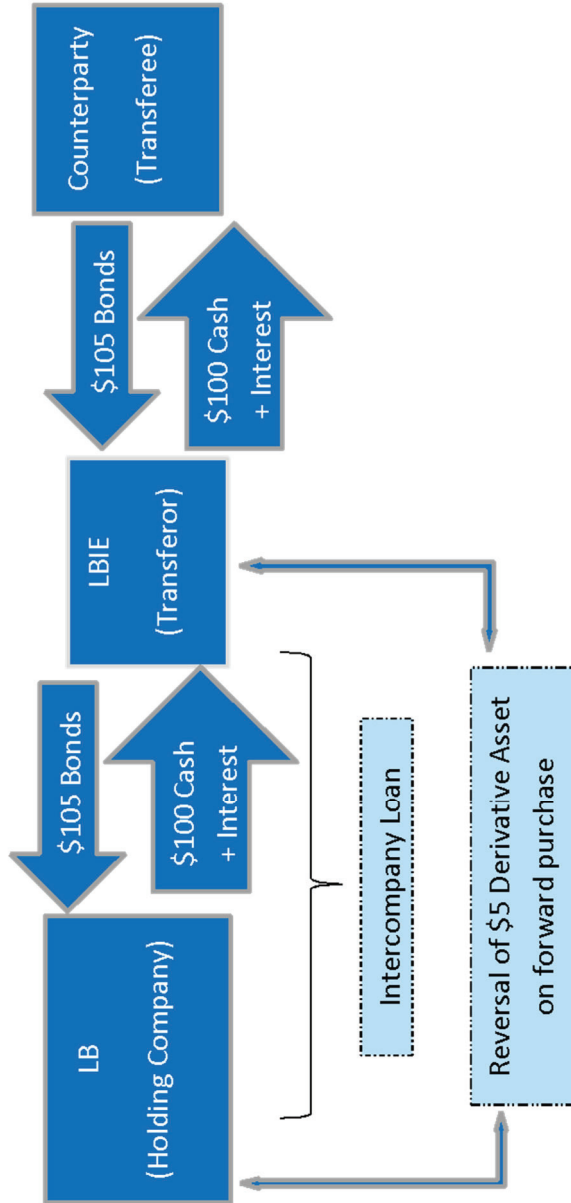 LB
(Holding Company)
$105 Bonds
$100 Cash
+ Interest
LBIE
(Transferor)
$105 Bonds
$100 Cash
+ Interest
Counterparty
(Transferee)
Intercompany Loan
Reversal of $5 Derivative Asset
on forward purchase